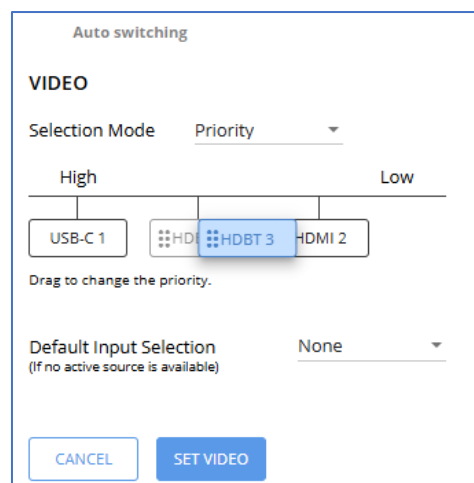 Auto switching
VIDEO
Selection Mode Priority
High Low
USB-C 1 HDBT 3 HDMI 2
Drag to change the priority.
Default Input Selection None
(If no active source is available)
CANCEL SET VIDEO